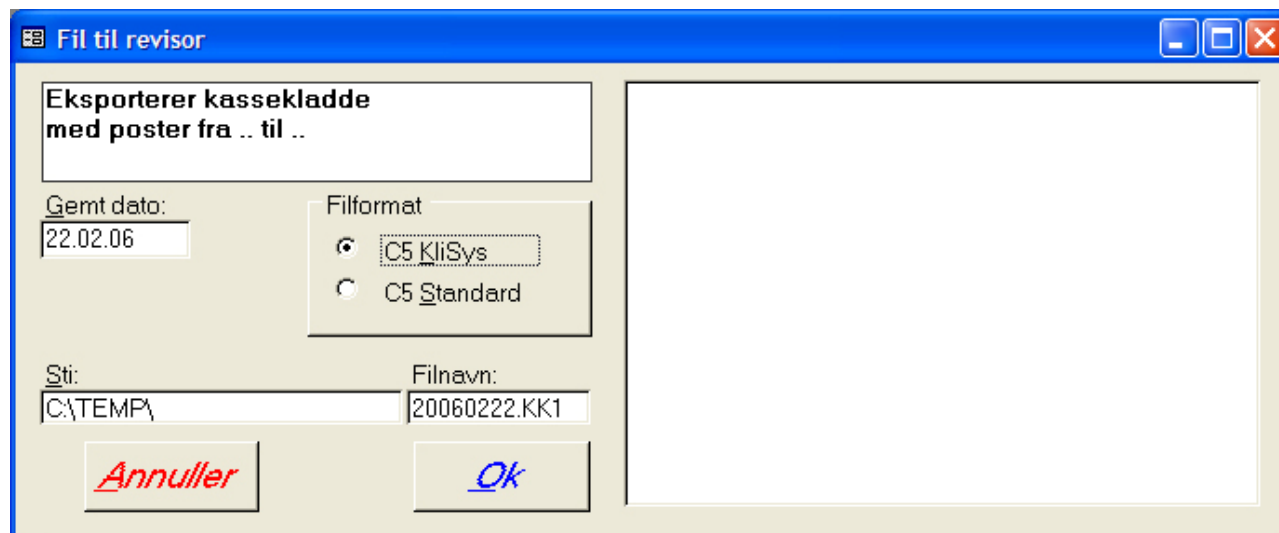 Fil til revisor
Eksporterer kassekladde
med poster fra .. til ..
Gemt dato:
22.02.06
Filformat
C5 KliSys
C5 Standard
Sti:
C:\TEMP\
Filnavn:
20060222.KK1
Annuller
Ok